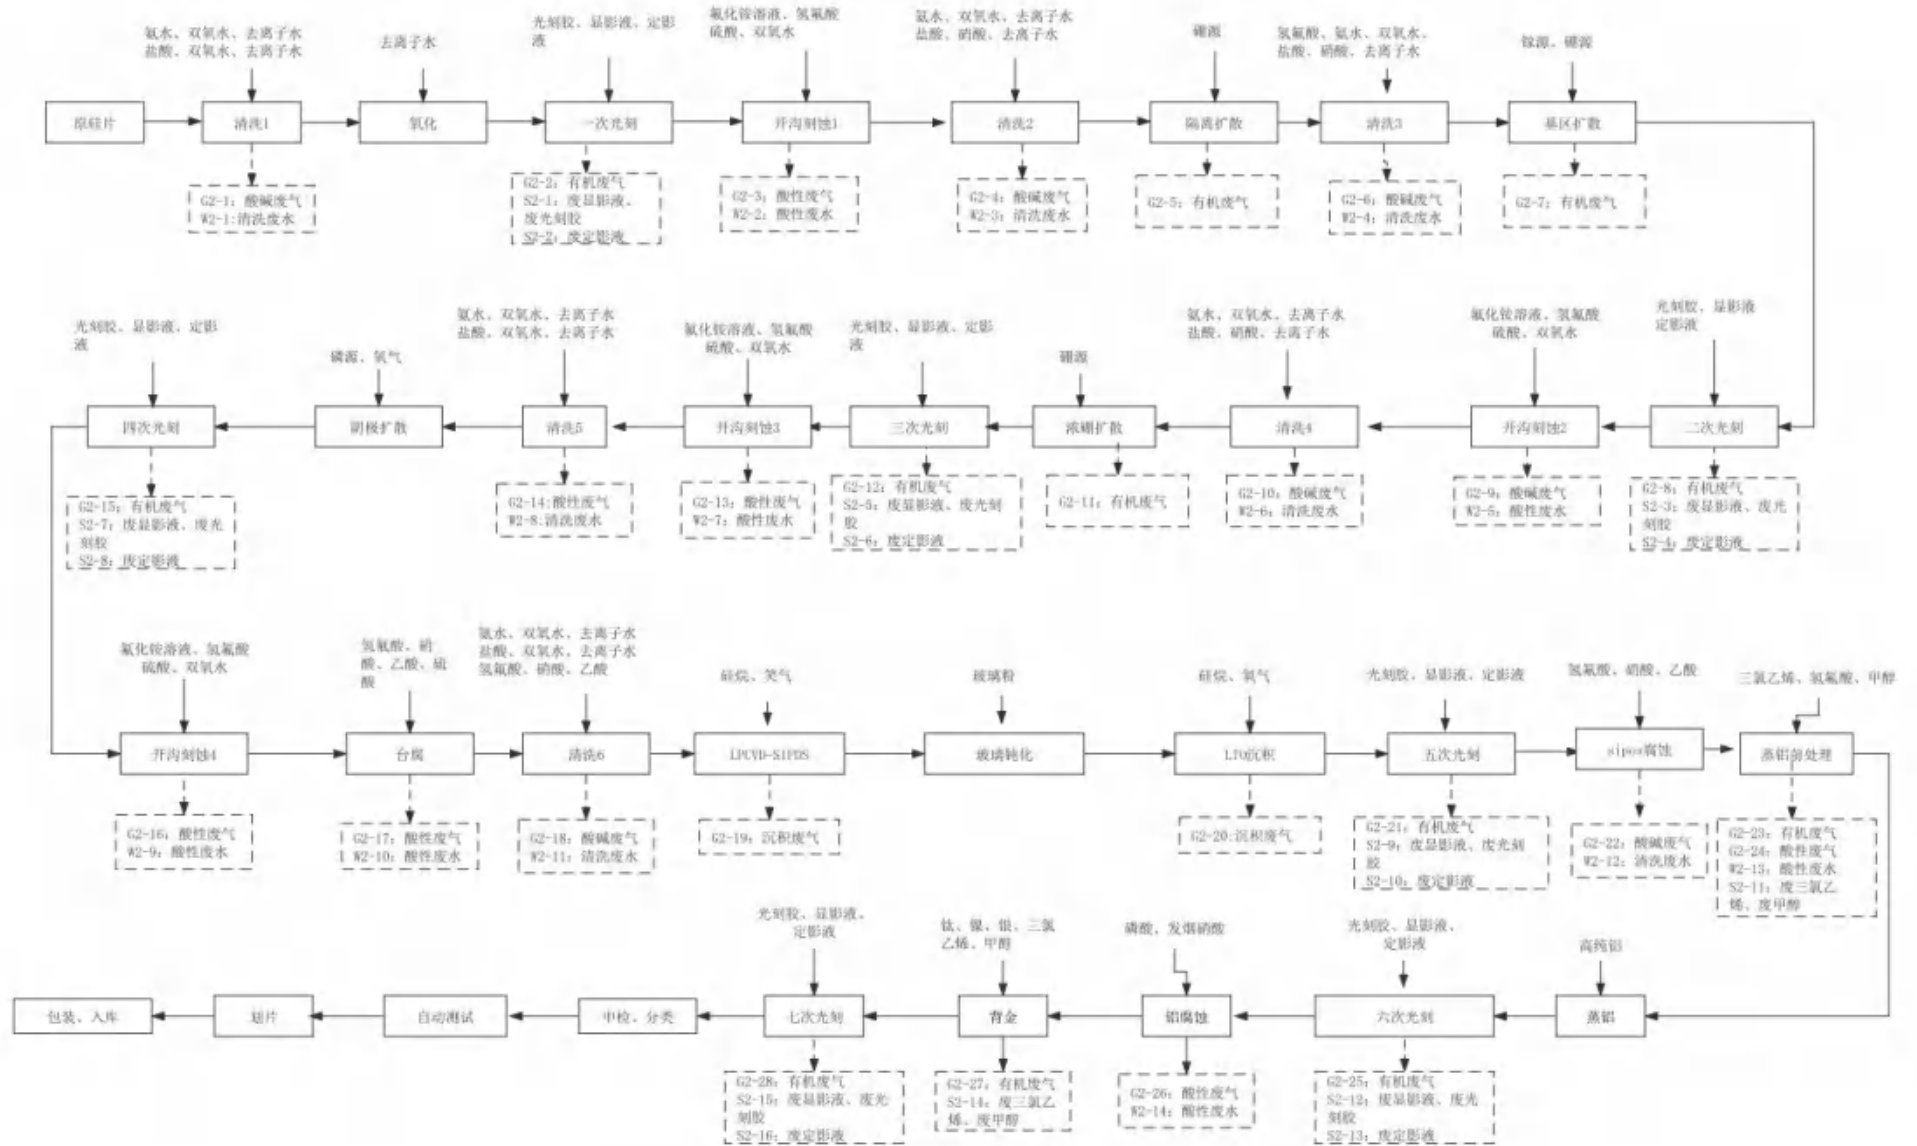 氨水、双氧水、去离子水
盐酸、双氧水、去离子水
去离子水
光刻胶、显影液、定影
液
氟化铵溶液、氢氟酸
硫酸、双氧水
氨水、双氧水、去离子水
盐酸、硝酸、去离子水
硼源
氢氟酸、氨水、双氧水、
盐酸、硝酸、去离子水
镓源、硼源
原硅片
清洗1
氧化
一次光刻
开沟刻蚀1
清洗2
隔离扩散
清洗3
基区扩散
G2-1：酸碱废气
W2-1:清洗废水
G2-2：有机废气
S2-1：废显影液、
废光刻胶
S2-2：废定影液
G2-3：酸性废气
W2-2：酸性废水
G2-4：酸碱废气
W2-3：清洗废水
G2-5：有机废气
G2-6：酸碱废气
W2-4：清洗废水
G2-7：有机废气
光刻胶、显影液、定影
液
磷源、氧气
氨水、双氧水、去离子水
盐酸、双氧水、去离子水
氟化铵溶液、氢氟酸
硫酸、双氧水
光刻胶、显影液、定影
液
硼源
氨水、双氧水、去离子水
盐酸、硝酸、去离子水
氟化铵溶液、氢氟酸
硫酸、双氧水
光刻胶、显影液
定影液
四次光刻
阴极扩散
清洗5
开沟刻蚀3
三次光刻
浓硼扩散
清洗4
开沟刻蚀2
二次光刻
G2-15：有机废气
S2-7：废显影液、废光
刻胶
S2-8：废定影液
G2-14:酸性废气
W2-8:清洗废水
G2-13：酸性废气
W2-7：酸性废水
G2-12：有机废气
S2-5：废显影液、废光刻
胶
S2-6：废定影液
G2-11：有机废气
G2-10：酸碱废气
W2-6：清洗废水
G2-9：酸碱废气
W2-5：酸性废水
G2-8：有机废气
S2-3：废显影液、废光
刻胶
S2-4：废定影液
氟化铵溶液、氢氟酸
硫酸、双氧水
氢氟酸、硝
酸、乙酸、硫
酸
氨水、双氧水、去离子水
盐酸、双氧水、去离子水
氢氟酸、硝酸、乙酸
硅烷、笑气
玻璃粉
硅烷、氧气
光刻胶、显影液、定影液
氢氟酸、硝酸、乙酸
三氯乙烯、氢氟酸、甲醇
开沟刻蚀4
台腐
清洗6
LPCVD-SIPOS
玻璃钝化
LTO沉积
五次光刻
sipos腐蚀
蒸铝前处理
G2-16：酸性废气
W2-9：酸性废水
G2-17：酸性废气
W2-10：酸性废水
G2-18：酸碱废气
W2-11：清洗废水
G2-19：沉积废气
G2-20:沉积废气
G2-21：有机废气
S2-9：废显影液、废光刻
胶
S2-10：废定影液
G2-22：酸碱废气
W2-12：清洗废水
G2-23：有机废气
G2-24：酸性废气
W2-13：酸性废水
S2-11：废三氯乙
烯、废甲醇
光刻胶、显影液、
定影液
钛、镍、银、三氯
乙烯、甲醇
磷酸、发烟硝酸
光刻胶、显影液、
定影液
高纯铝
包装、入库
划片
自动测试
中检、分类
七次光刻
背金
铝腐蚀
六次光刻
蒸铝
G2-28：有机废气
S2-15：废显影液、废光
刻胶
S2-16：废定影液
G2-27：有机废气
S2-14：废三氯乙
烯、废甲醇
G2-26：酸性废气
W2-14：酸性废水
G2-25：有机废气
S2-12：废显影液、废光
刻胶
S2-13：废定影液